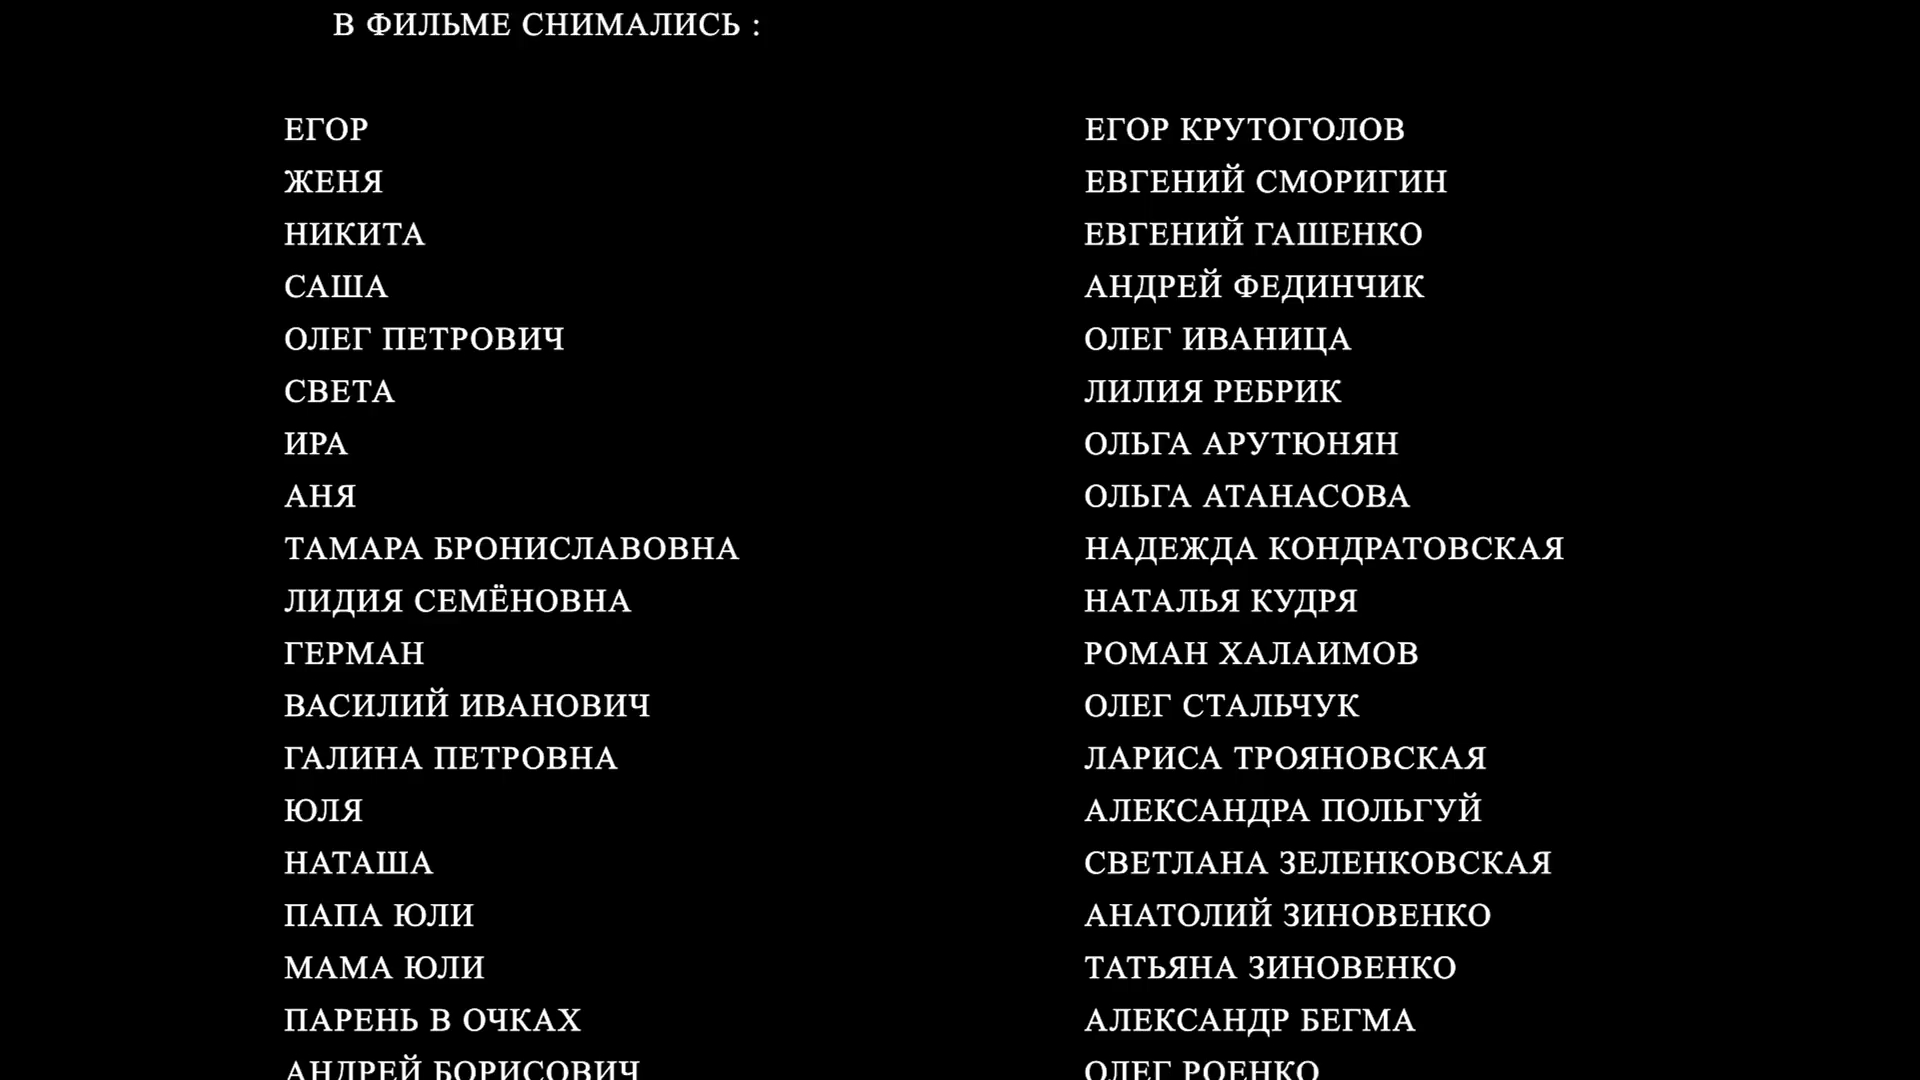 В ФИЛЬМЕ СНИМАЛИСЬ :
ЕГОР ЕГОР КРУТОГОЛОВ
ЖЕНЯ ЕВГЕНИЙ СМОРИГИН
НИКИТА ЕВГЕНИЙ ГАШЕНКО
САША АНДРЕЙ ФЕДИНЧИК
ОЛЕГ ПЕТРОВИЧ ОЛЕГ ИВАНИЦА
СВЕТА ЛИЛИЯ РЕБРИК
ИРА ОЛЬГА АРУТЮНЯН
АНЯ ОЛЬГА АТАНАСОВА
ТАМАРА БРОНИСЛАВОВНА НАДЕЖДА КОНДРАТОВСКАЯ
ЛИДИЯ СЕМЁНОВНА НАТАЛЬЯ КУДРЯ
ГЕРМАН РОМАН ХАЛАИМОВ
ВАСИЛИЙ ИВАНОВИЧ ОЛЕГ СТАЛЬЧУК
ГАЛИНА ПЕТРОВНА ЛАРИСА ТРОЯНОВСКАЯ
ЮЛЯ АЛЕКСАНДРА ПОЛЬГУЙ
НАТАША СВЕТЛАНА ЗЕЛЕНКОВСКАЯ
ПАПА ЮЛИ АНАТОЛИЙ ЗИНОВЕНКО
МАМА ЮЛИ ТАТЬЯНА ЗИНОВЕНКО
ПАРЕНЬ В ОЧКАХ АЛЕКСАНДР БЕГМА
АНДРЕЙ БОРИСОВИЧ ОЛЕГ РОЕНКО